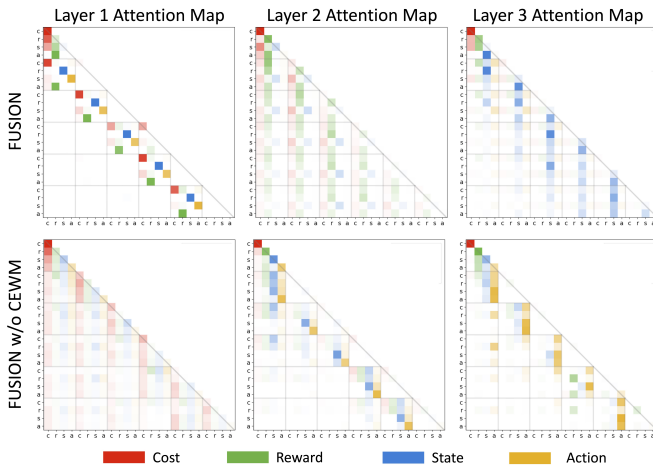 Layer 1 Attention Map
Layer 2 Attention Map
Layer 3 Attention Map
FUSION
c r s a c r s a c r s a c r s a c r s a c r s a
c r s a c r s a c r s a c r s a c r s a c r s a
c r s a c r s a c r s a c r s a c r s a c r s a
c r s a c r s a c r s a c r s a c r s a c r s a
c r s a c r s a c r s a c r s a c r s a c r s a
c r s a c r s a c r s a c r s a c r s a c r s a
FUSION w/o CEWM
c r s a c r s a c r s a c r s a c r s a c r s a
c r s a c r s a c r s a c r s a c r s a c r s a
c r s a c r s a c r s a c r s a c r s a c r s a
c r s a c r s a c r s a c r s a c r s a c r s a
c r s a c r s a c r s a c r s a c r s a c r s a
c r s a c r s a c r s a c r s a c r s a c r s a
Cost
Reward
State
Action